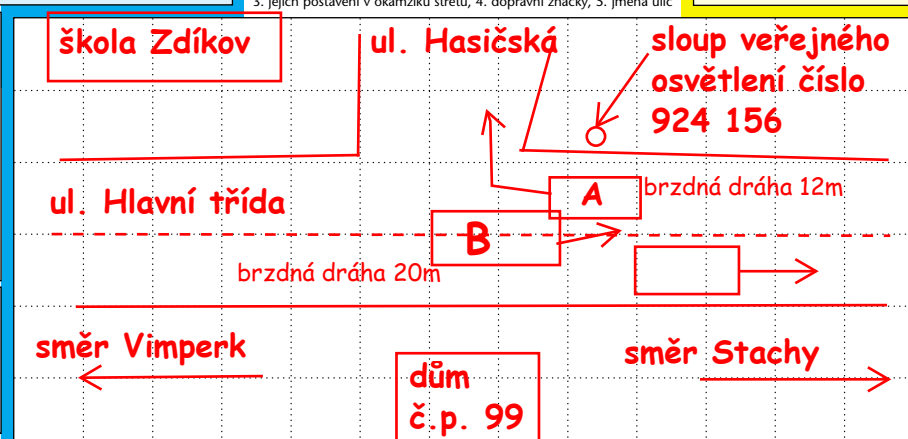 3. jejich postavení v okamžiku střetu, 4. dopravní značky, 5. jména ulic
škola Zdíkov
ul. Hasičská
sloup veřejného
osvětlení číslo
924 156
ul. Hlavní třída
A
brzdná dráha 12m
B
brzdná dráha 20m
směr Vimperk
směr Stachy
dům
č.p. 99